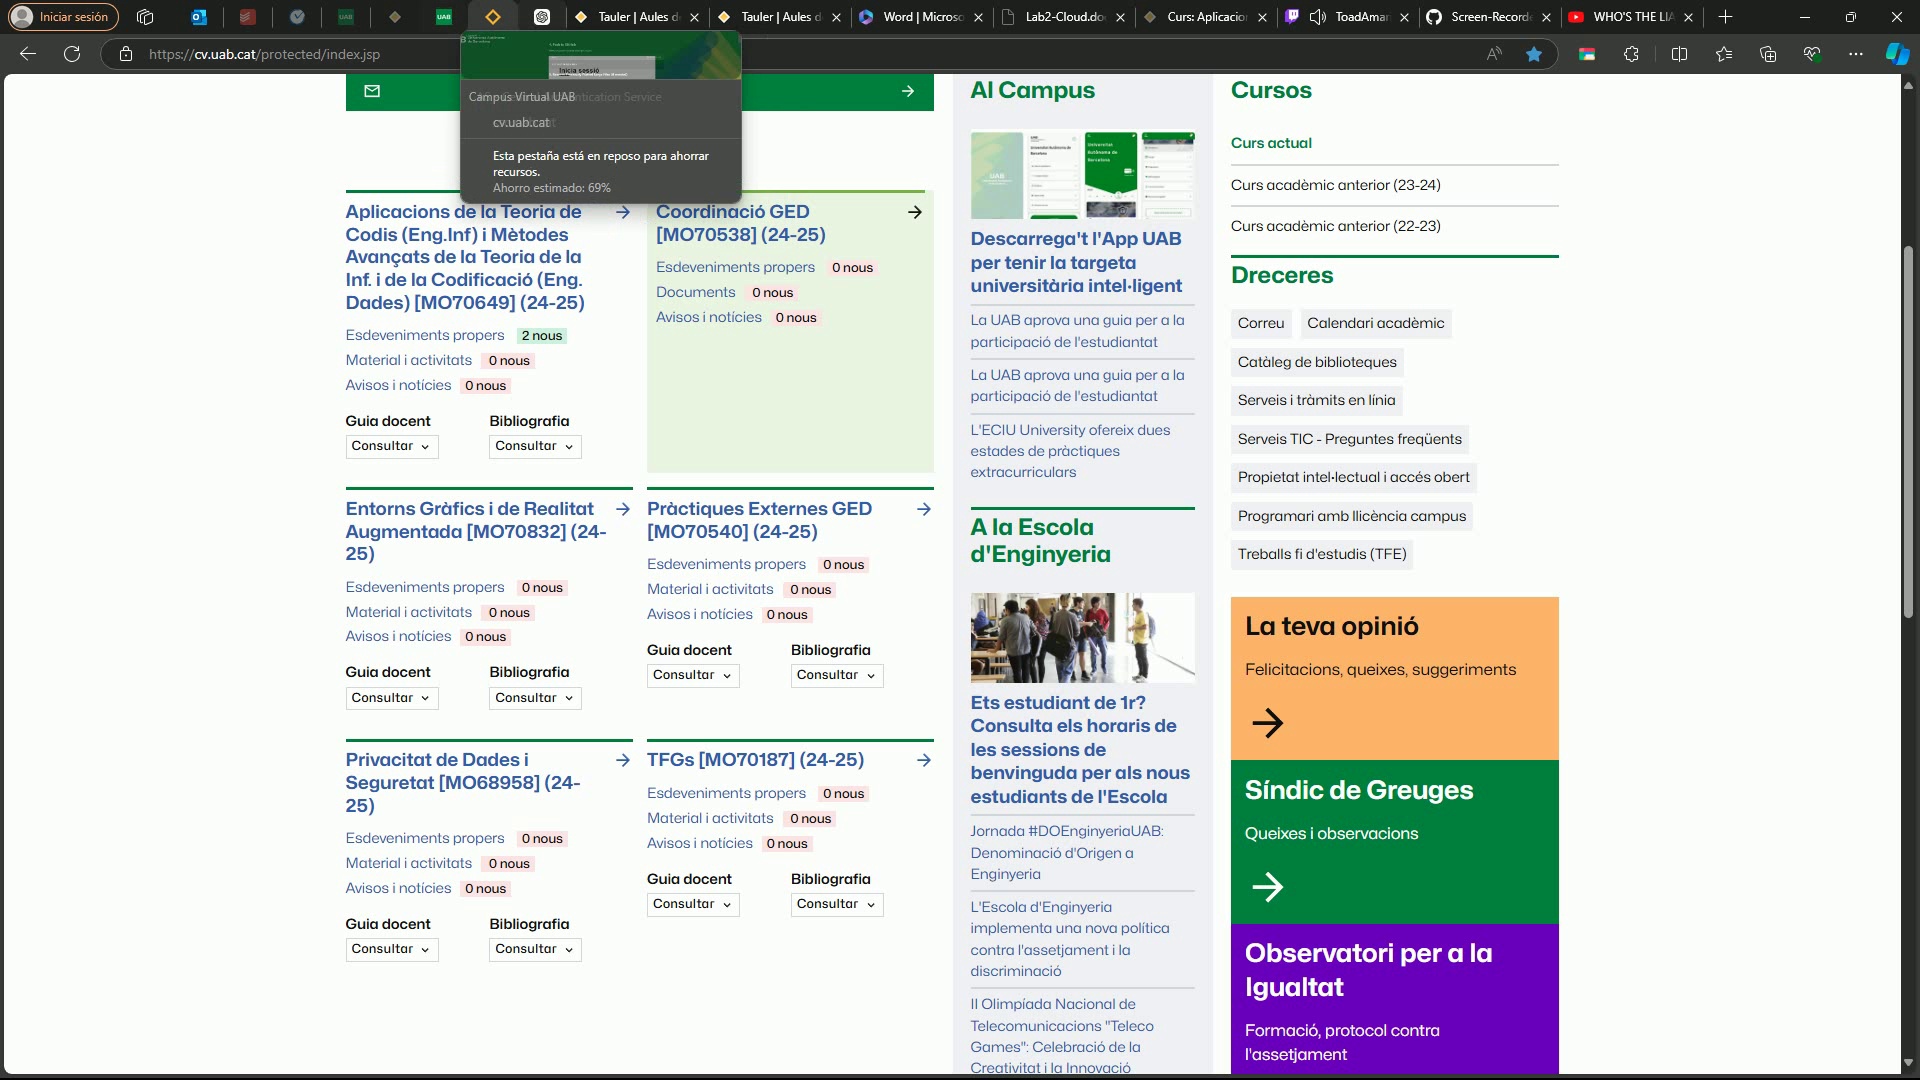 Iniciar sesión
Tauler | Aules d
Tauler | Aules d
Word | Micros
Lab2-Cloud.do
Curs: Aplicacio
ToadAma
Screen-Record
WHO'S THE LIA
https://cv.uab.cat/protected/index.jsp
Inicia sessió
Campus Virtual UAB
cv.uab.cat
Esta pestaña está en reposo para ahorrar
recursos.
Ahorro estimado: 69%
Aplicacions de la Teoria de
Codis (Eng.Inf) i Mètodes
Avançats de la Teoria de la
Inf. i de la Codificació (Eng.
Dades) [MO70649] (24-25)
Esdeveniments propers 2 nous
Material i activitats 0 nous
Avisos i notícies 0 nous
Guia docent Bibliografia
Consultar Consultar
Coordinació GED
[MO70538] (24-25)
Esdeveniments propers 0 nous
Documents 0 nous
Avisos i notícies 0 nous
Entorns Gràfics i de Realitat
Augmentada [MO70832] (24-
25)
Esdeveniments propers 0 nous
Material i activitats 0 nous
Avisos i notícies 0 nous
Guia docent Bibliografia
Consultar Consultar
Pràctiques Externes GED
[MO70540] (24-25)
Esdeveniments propers 0 nous
Material i activitats 0 nous
Avisos i notícies 0 nous
Guia docent Bibliografia
Consultar Consultar
Privacitat de Dades i
Seguretat [MO68958] (24-
25)
Esdeveniments propers 0 nous
Material i activitats 0 nous
Avisos i notícies 0 nous
Guia docent Bibliografia
Consultar Consultar
TFGs [MO70187] (24-25)
Esdeveniments propers 0 nous
Material i activitats 0 nous
Avisos i notícies 0 nous
Guia docent Bibliografia
Consultar Consultar
Al Campus
Descarrega't l'App UAB
per tenir la targeta
universitària intel·ligent
La UAB aprova una guia per a la
participació de l'estudiantat
La UAB aprova una guia per a la
participació de l'estudiantat
L'ECIU University ofereix dues
estades de pràctiques
extracurriculars
A la Escola
d'Enginyeria
Ets estudiant de 1r?
Consulta els horaris de
les sessions de
benvinguda per als nous
estudiants de l'Escola
Jornada #DOEnginyeriaUAB:
Denominació d'Origen a
Enginyeria
L'Escola d'Enginyeria
implementa una nova política
contra l'assetjament i la
discriminació
II Olimpíada Nacional de
Telecomunicacions "Teleco
Games": Celebració de la
Creativitat i la Innovació
Cursos
Curs actual
Curs acadèmic anterior (23-24)
Curs acadèmic anterior (22-23)
Dreceres
Correu Calendari acadèmic
Catàleg de biblioteques
Serveis i tràmits en línia
Serveis TIC - Preguntes freqüents
Propietat intel·lectual i accés obert
Programari amb llicència campus
Treballs fi d'estudis (TFE)
La teva opinió
Felicitacions, queixes, suggeriments
Síndic de Greuges
Queixes i observacions
Observatori per a la
Igualtat
Formació, protocol contra
l'assetjament